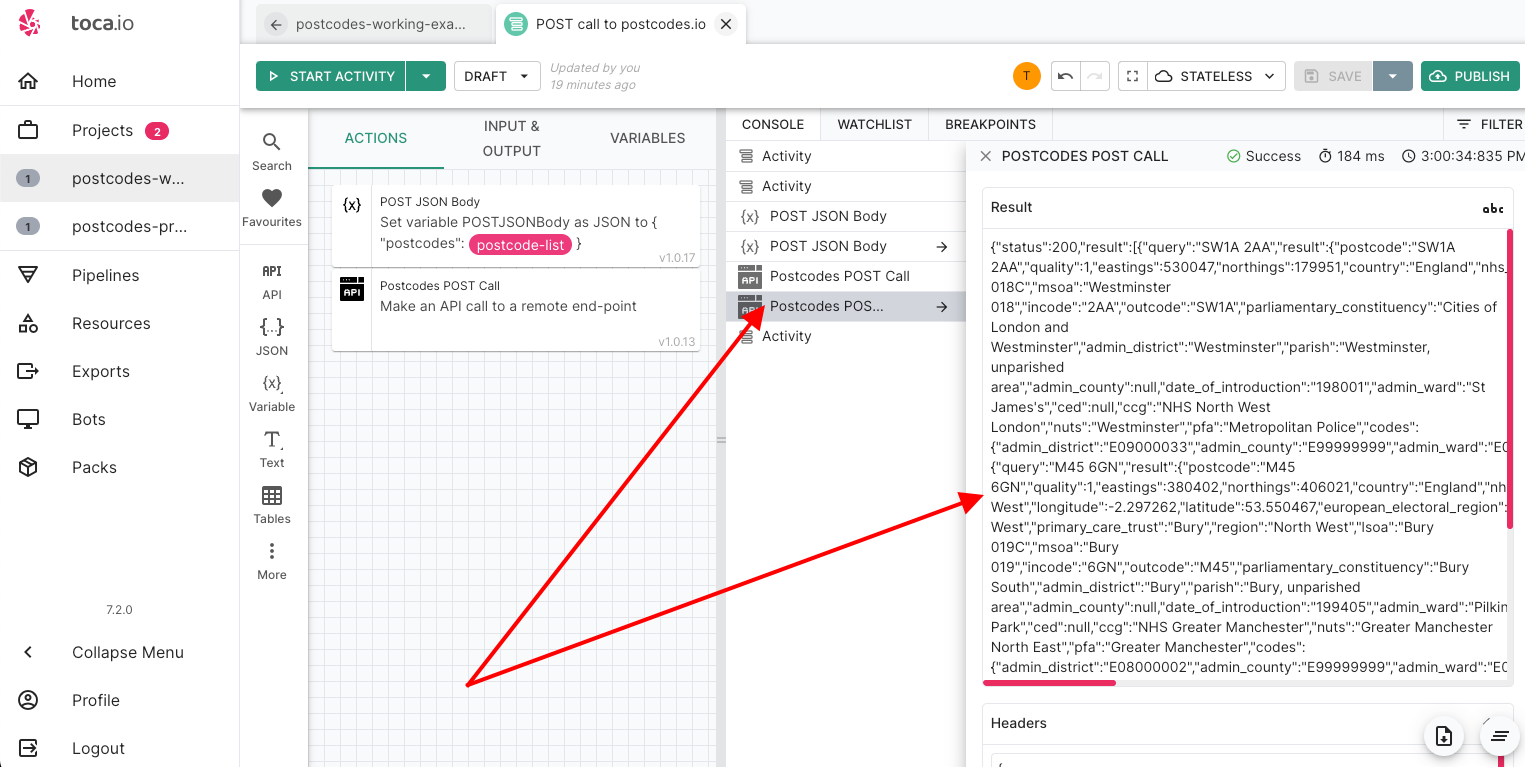 toca.io
Home
Projects 2
1 postcodes-w...
1 postcodes-pr...
Pipelines
Resources
Exports
Bots
Packs
7.2.0
Collapse Menu
Profile
Logout
postcodes-working-exa...
POST call to postcodes.io
START ACTIVITY
DRAFT
Updated by you
19 minutes ago
T
STATELESS
SAVE
PUBLISH
Search
Favourites
API
API
{...}
JSON
{x}
Variable
T
Text
Tables
More
ACTIONS
INPUT &
OUTPUT
VARIABLES
{x}
POST JSON Body
Set variable POSTJSONBody as JSON to {
"postcodes": postcode-list }
v1.0.17
API
Postcodes POST Call
Make an API call to a remote end-point
v1.0.13
CONSOLE
WATCHLIST
BREAKPOINTS
FILTER
Activity
Activity
{x} POST JSON Body
{x} POST JSON Body
API Postcodes POST Call
API Postcodes POS...
Activity
POSTCODES POST CALL
Success
184 ms
3:00:34:835 PM
Result
abc
{"status":200,"result":[{"query":"SW1A 2AA","result":{"postcode":"SW1A
2AA","quality":1,"eastings":530047,"northings":179951,"country":"England","nhs_
018C","msoa":"Westminster
018","incode":"2AA","outcode":"SW1A","parliamentary_constituency":"Cities of
London and
Westminster","admin_district":"Westminster","parish":"Westminster,
unparished
area","admin_county":null,"date_of_introduction":"198001","admin_ward":"St
James's","ced":null,"ccg":"NHS North West
London","nuts":"Westminster","pfa":"Metropolitan Police","codes":
{"admin_district":"E09000033","admin_county":"E99999999","admin_ward":"E0
{"query":"M45 6GN","result":{"postcode":"M45
6GN","quality":1,"eastings":380402,"northings":406021,"country":"England","nh
West","longitude":-2.297262,"latitude":53.550467,"european_electoral_region":
West","primary_care_trust":"Bury","region":"North West","lsoa":"Bury
019C","msoa":"Bury
019","incode":"6GN","outcode":"M45","parliamentary_constituency":"Bury
South","admin_district":"Bury","parish":"Bury, unparished
area","admin_county":null,"date_of_introduction":"199405","admin_ward":"Pilkin
Park","ced":null,"ccg":"NHS Greater Manchester","nuts":"Greater Manchester
North East","pfa":"Greater Manchester","codes":
{"admin_district":"E08000002","admin_county":"E99999999","admin_ward":"E0
Headers
{